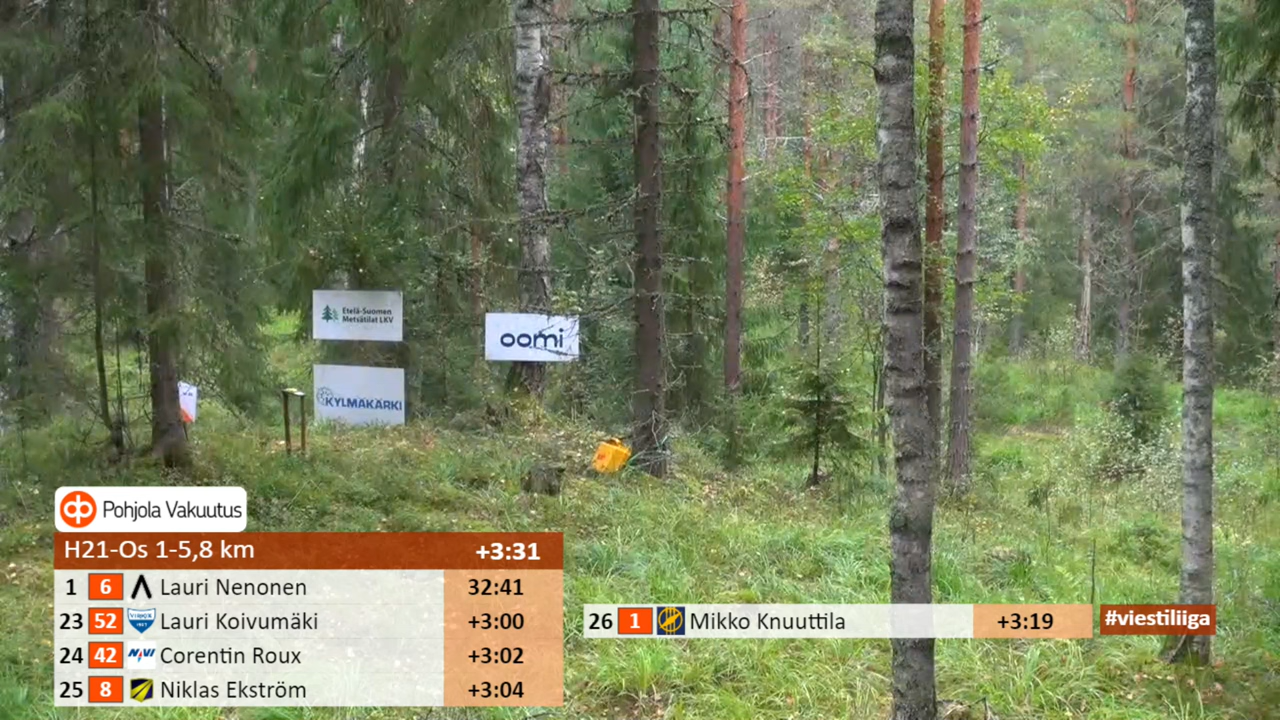 Etelä-Suomen
Metsätilat LKV
oomi
KYLMÄKÄRKI
Pohjola Vakuutus
H21-Os 1-5,8 km +3:31
1 6 Lauri Nenonen 32:41
23 52 Lauri Koivumäki +3:00
24 42 NAVI Corentin Roux +3:02
25 8 Niklas Ekström +3:04
26 1 Mikko Knuuttila +3:19
#viestiliiga